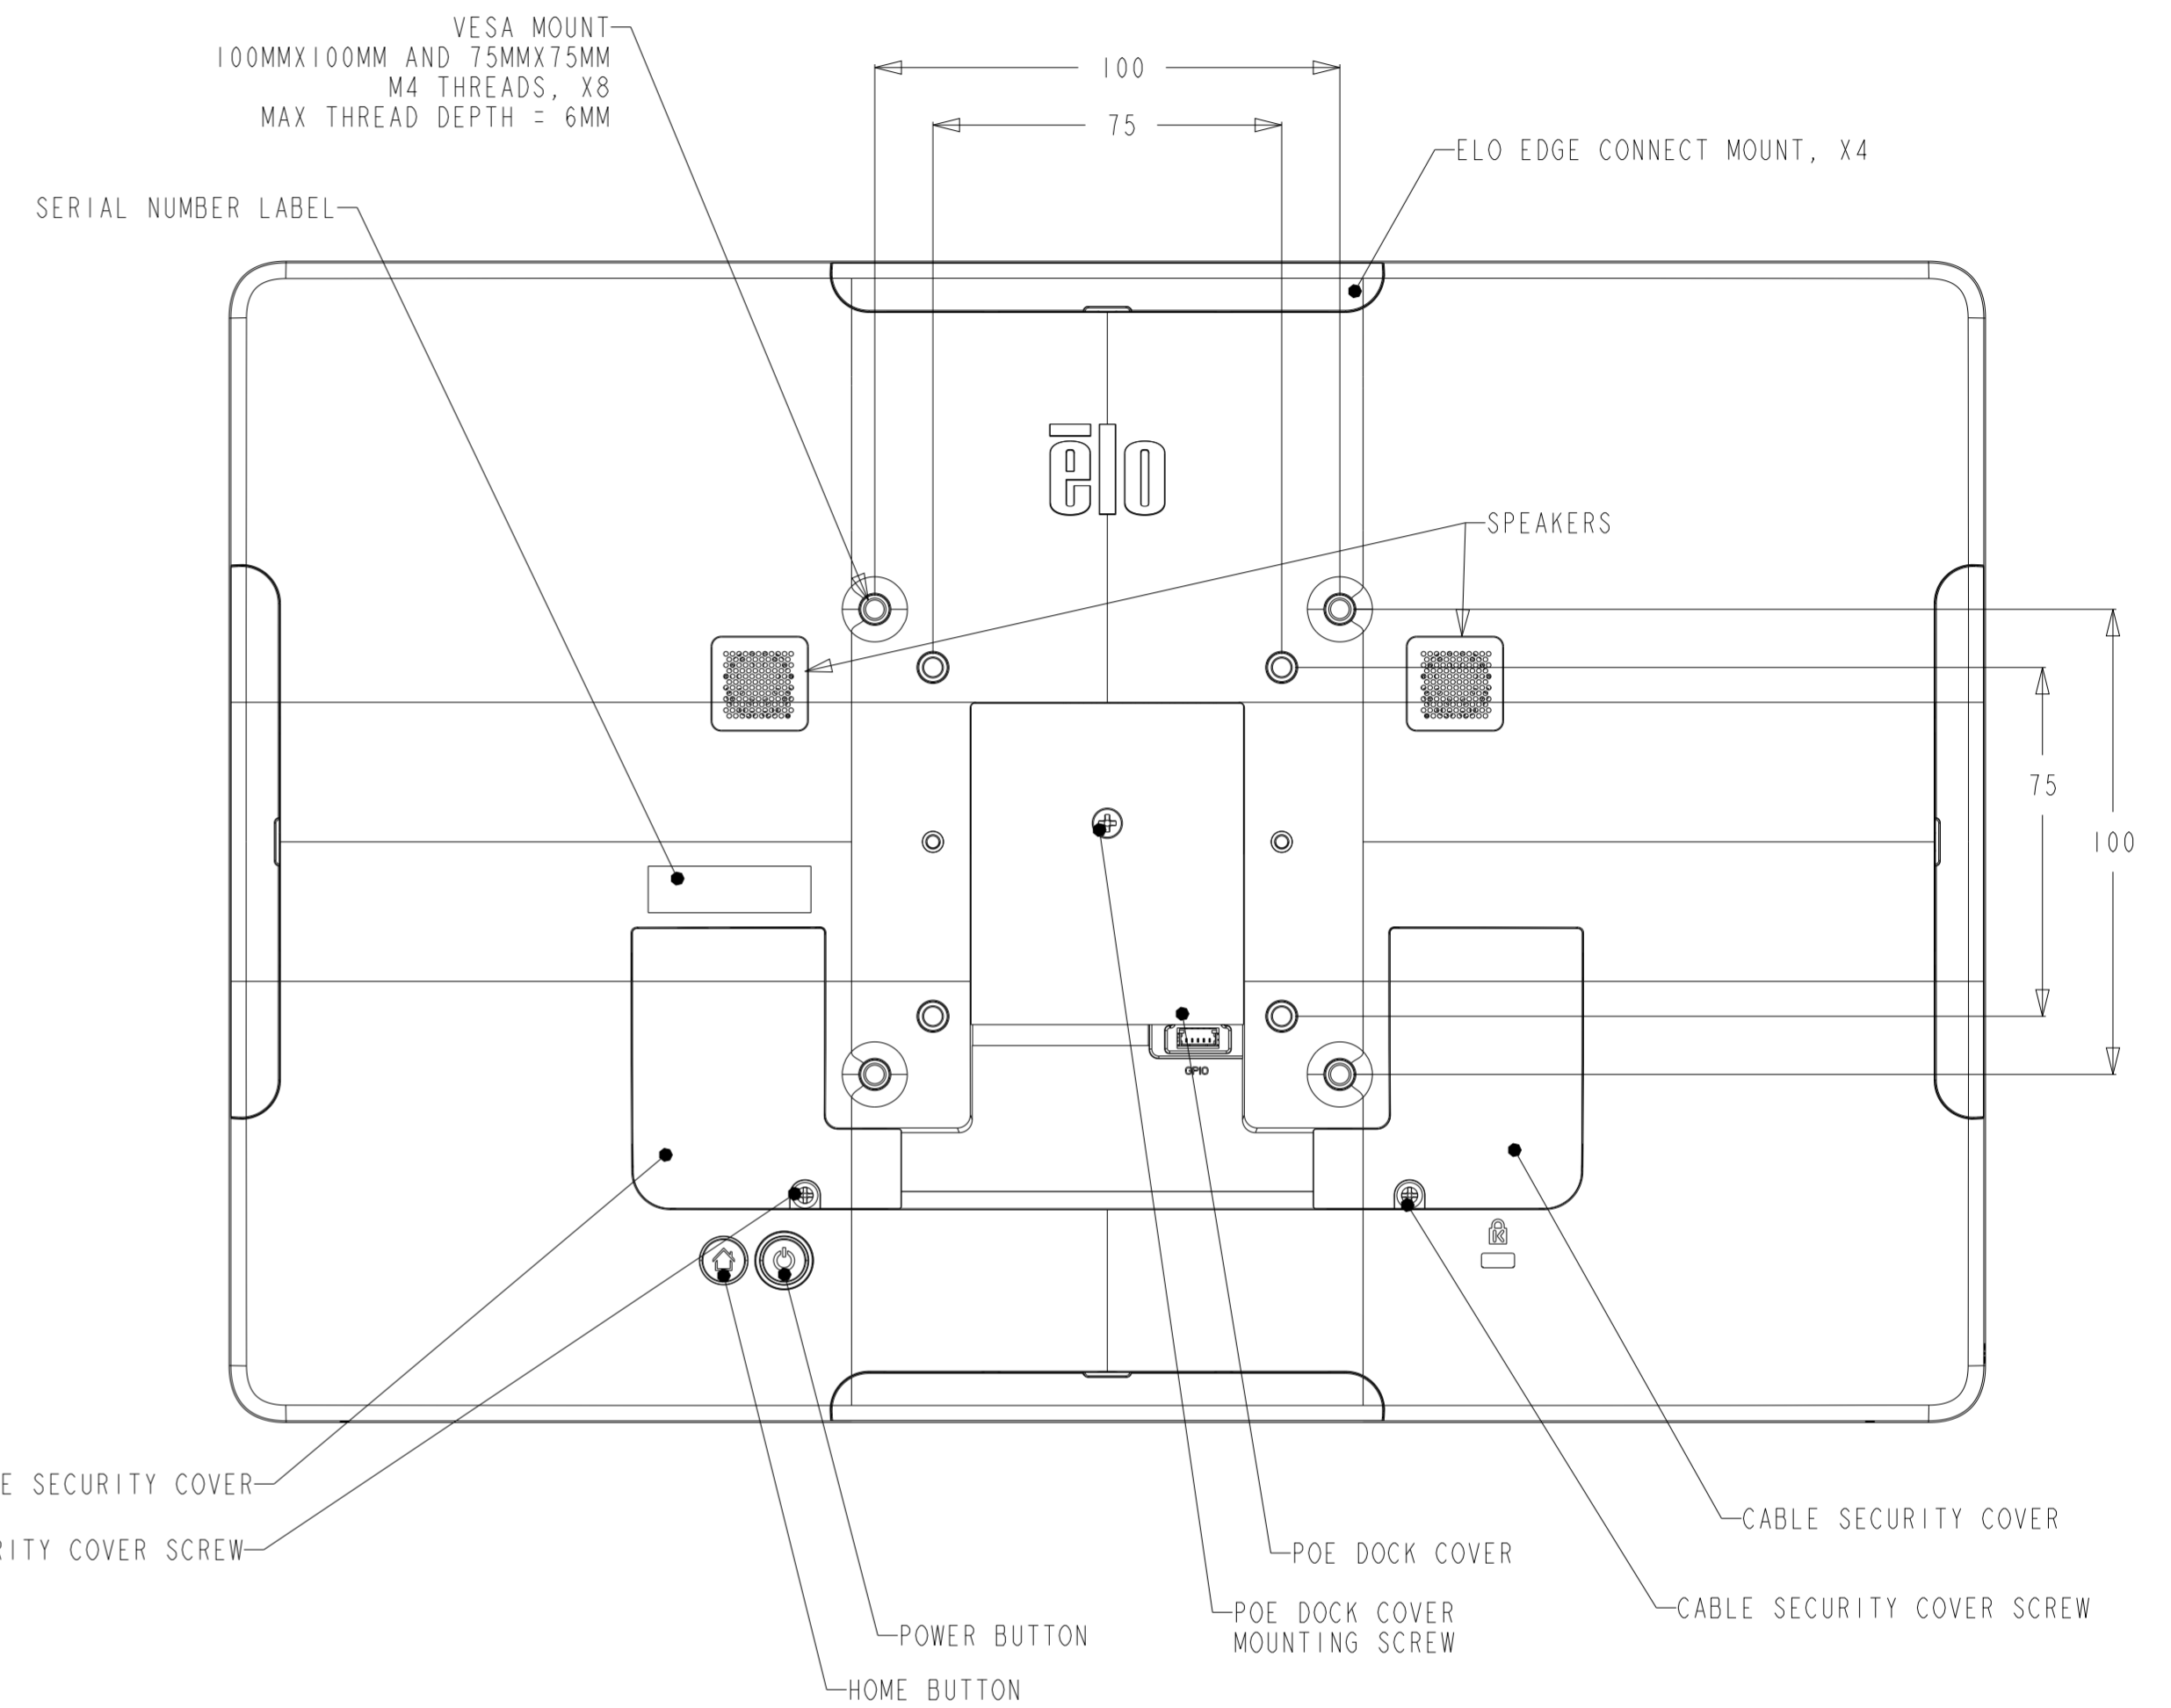 VESA MOUNT
100MMX100MM AND 75MMX75MM
M4 THREADS, X8
MAX THREAD DEPTH = 6MM
100
75
ELO EDGE CONNECT MOUNT, X4
SERIAL NUMBER LABEL
ēlo
SPEAKERS
75
100
GPIO
K
E SECURITY COVER
CABLE SECURITY COVER
RITY COVER SCREW
POE DOCK COVER
CABLE SECURITY COVER SCREW
POE DOCK COVER
MOUNTING SCREW
POWER BUTTON
HOME BUTTON